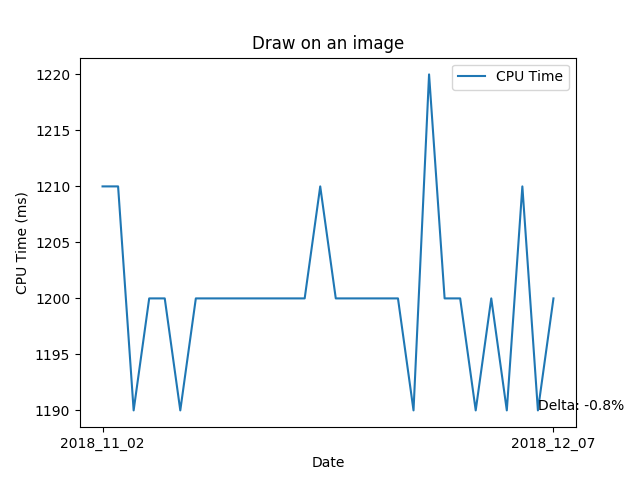 Draw on an image
CPU Time
1220
1215
1210
1205
1200
1195
1190
CPU Time (ms)
Delta: -0.8%
2018_11_02
2018_12_07
Date